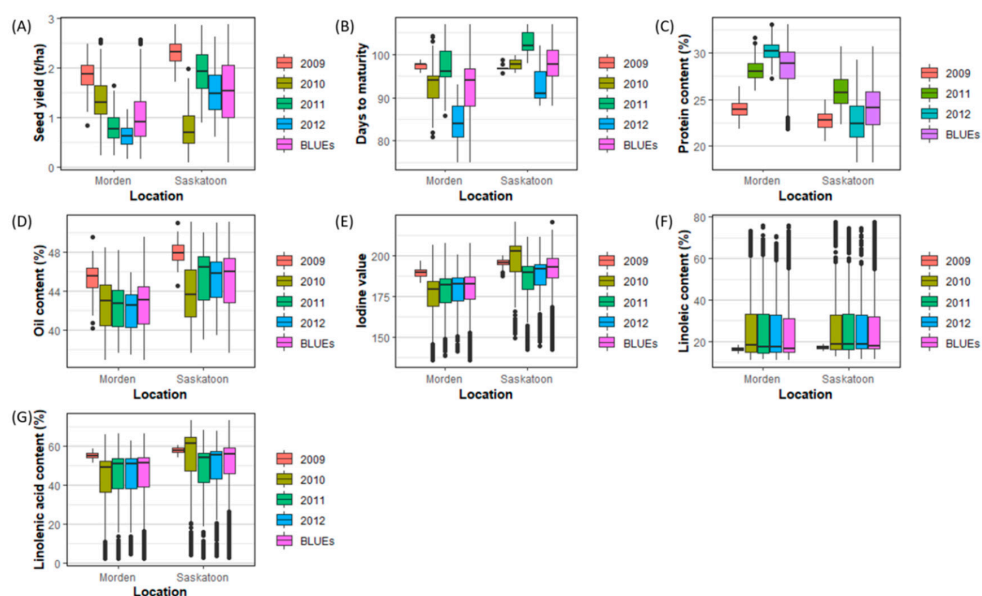 (A)
Seed yield (t/ha)
3
2
1
0
Morden
Saskatoon
Location
2009
2010
2011
2012
BLUEs
(B)
Days to maturity
100
90
80
Morden
Saskatoon
Location
2009
2010
2011
2012
BLUEs
(C)
Protein content (%)
30
25
20
Morden
Saskatoon
Location
2009
2011
2012
BLUEs
(D)
Oil content (%)
48
44
40
Morden
Saskatoon
Location
2009
2010
2011
2012
BLUEs
(E)
Iodine value
200
175
150
Morden
Saskatoon
Location
2009
2010
2011
2012
BLUEs
(F)
Linoleic content (%)
80
60
40
20
Morden
Saskatoon
Location
2009
2010
2011
2012
BLUEs
(G)
Linolenic acid content (%)
60
40
20
0
Morden
Saskatoon
Location
2009
2010
2011
2012
BLUEs